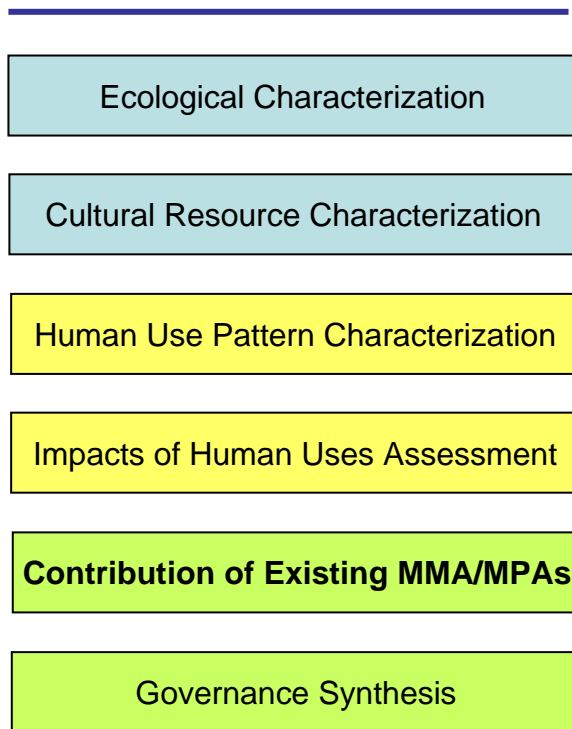 Ecological Characterization
Cultural Resource Characterization
Human Use Pattern Characterization
Impacts of Human Uses Assessment
Contribution of Existing MMA/MPAs
Governance Synthesis